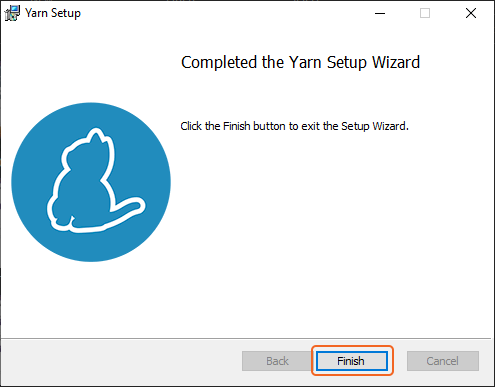 Yarn Setup
Completed the Yarn Setup Wizard
Click the Finish button to exit the Setup Wizard.
Back
Finish
Cancel